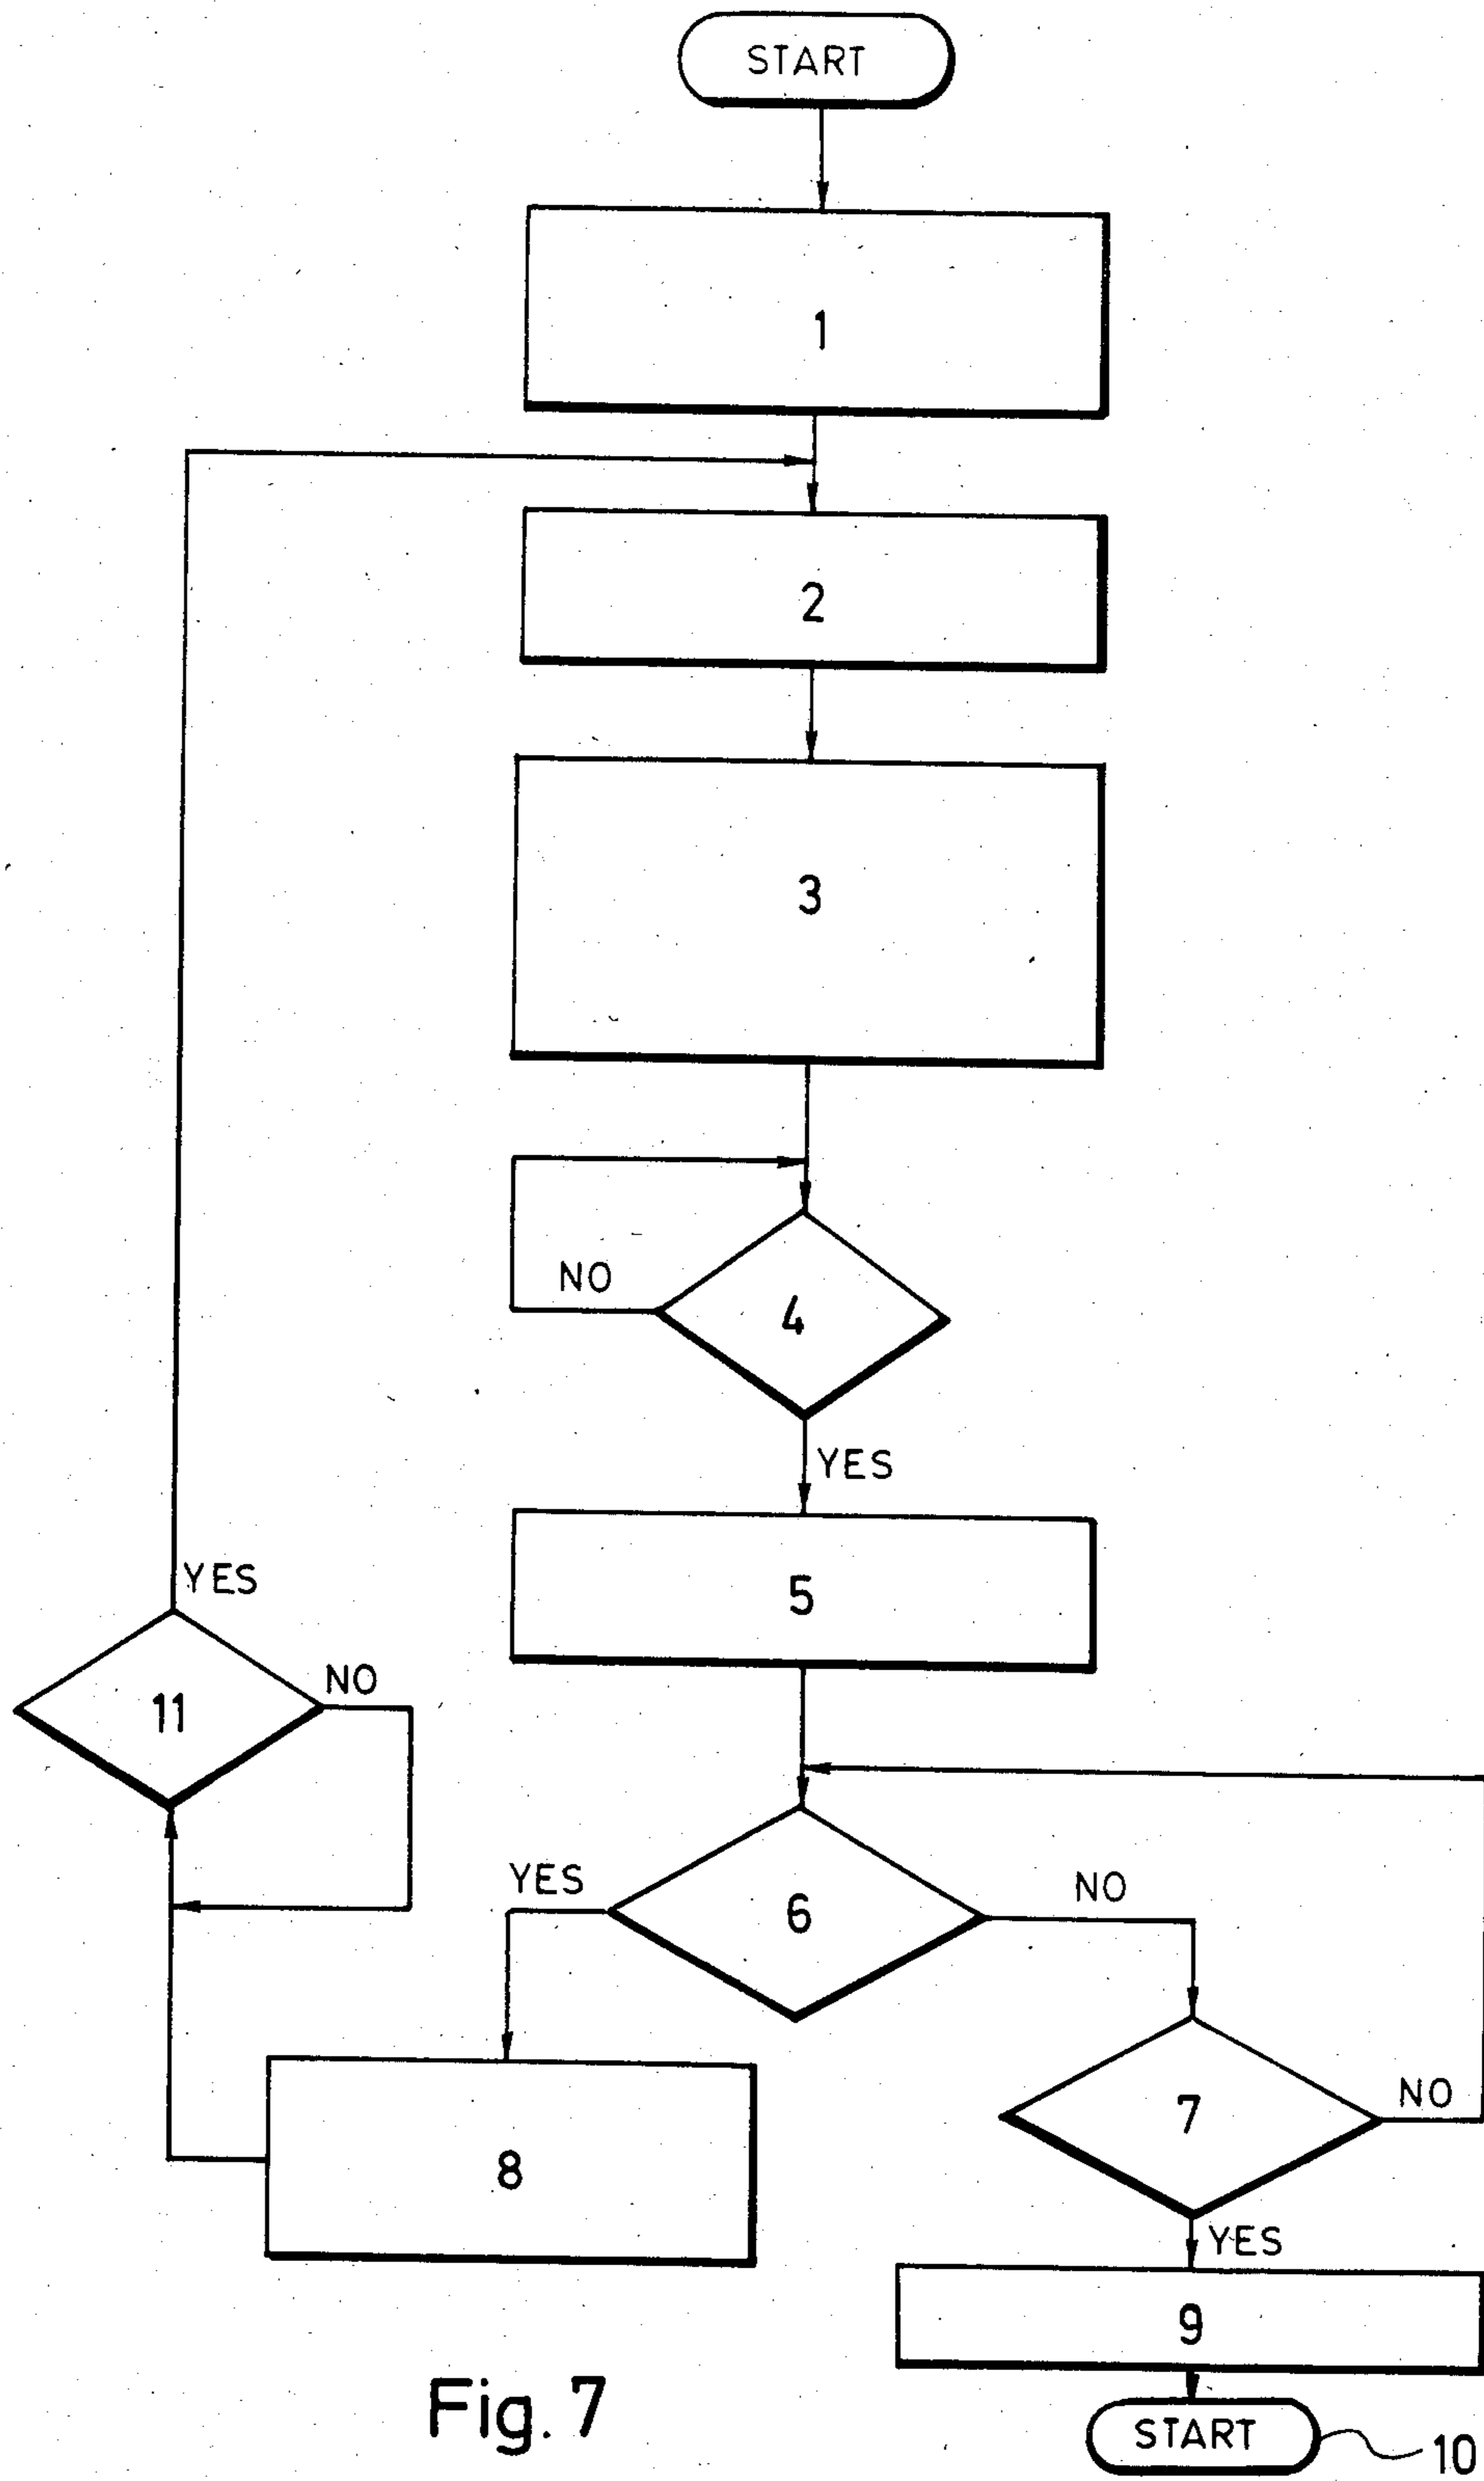 START
1
2
3
NO
4
YES
5
YES
NO
11
YES
NO
6
7
NO
8
YES
9
Fig. 7
START
10